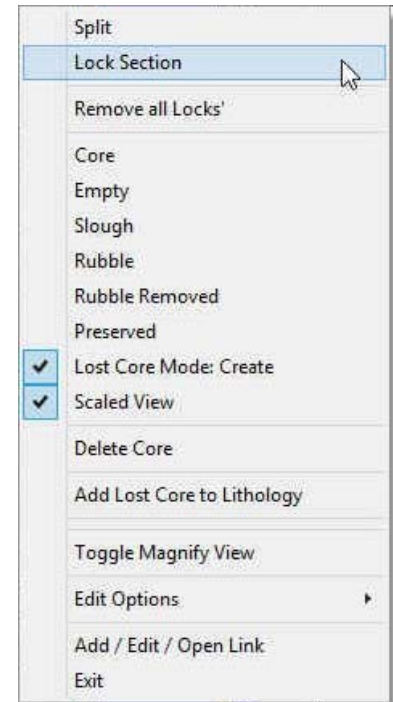 Split
Lock Section
Remove all Locks'
Core
Empty
Slough
Rubble
Rubble Removed
Preserved
Lost Core Mode: Create
Scaled View
Delete Core
Add Lost Core to Lithology
Toggle Magnify View
Edit Options
Add / Edit / Open Link
Exit